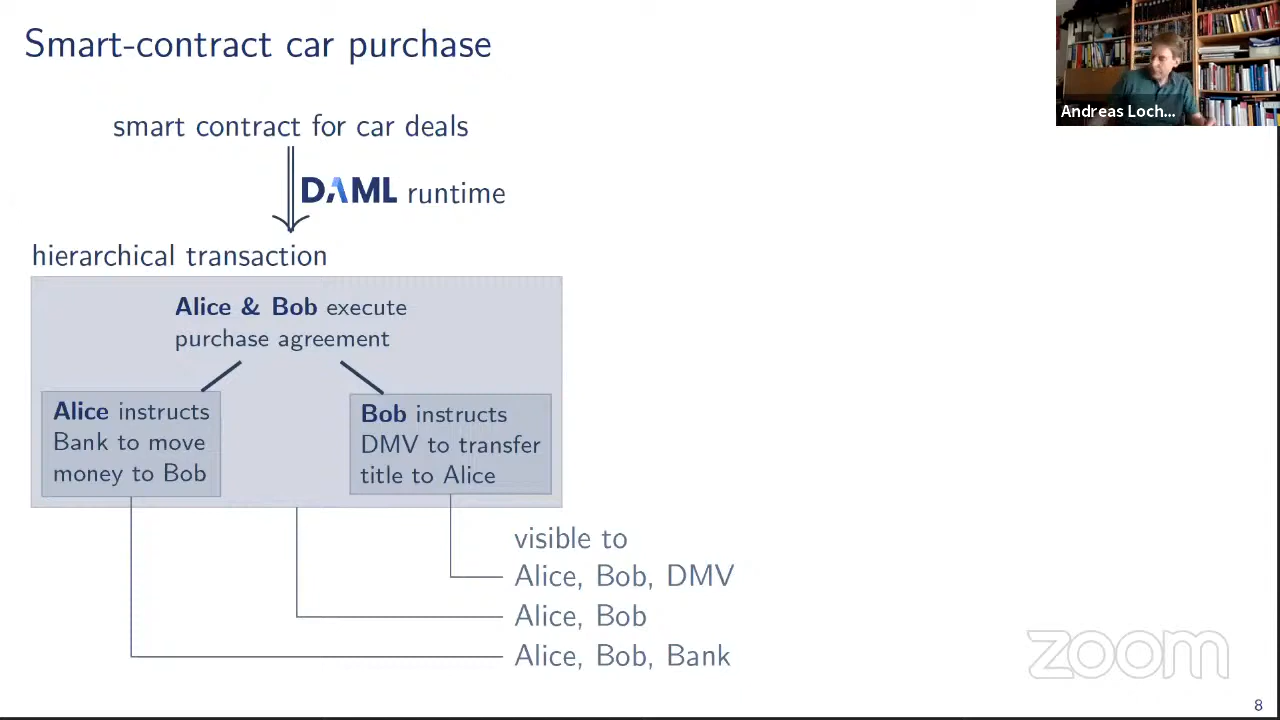 Smart-contract car purchase
Andreas Loch...
smart contract for car deals
DAML runtime
hierarchical transaction
Alice & Bob execute
purchase agreement
Alice instructs
Bank to move
money to Bob
Bob instructs
DMV to transfer
title to Alice
visible to
Alice, Bob, DMV
Alice, Bob
Alice, Bob, Bank
zoom
8